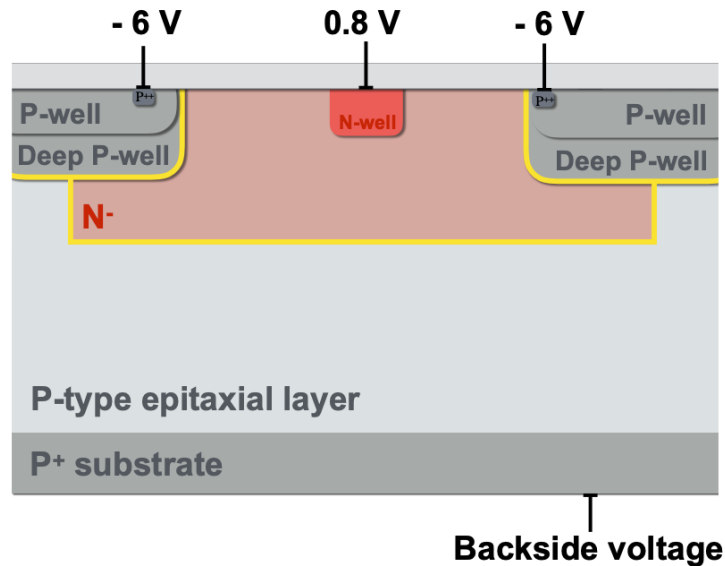 - 6 V 0.8 V - 6 V
P++ P++
P-well N-well P-well
Deep P-well Deep P-well
N-
P-type epitaxial layer
P+ substrate
Backside voltage